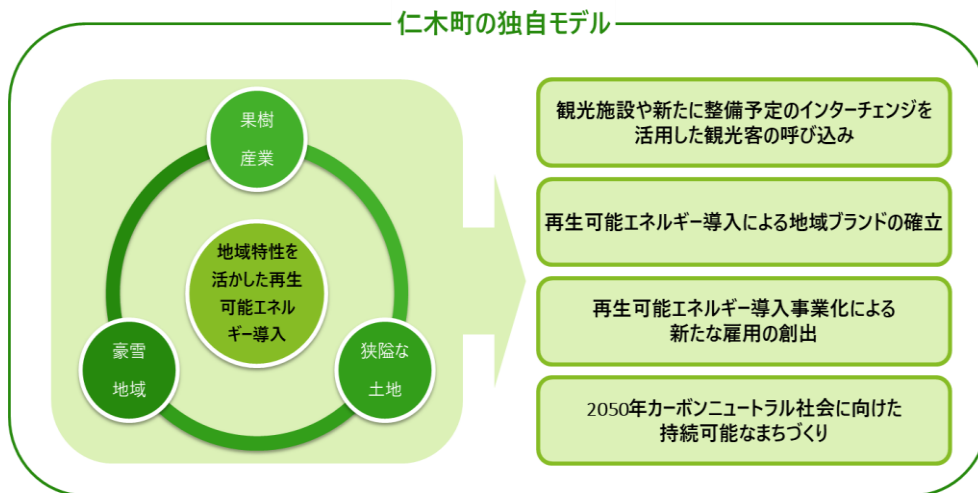 仁木町の独自モデル
果樹
産業
地域特性を
活かした再生
可能エネル
ギー導入
豪雪
地域
狭隘な
土地
観光施設や新たに整備予定のインターチェンジを
活用した観光客の呼び込み
再生可能エネルギー導入による地域ブランドの確立
再生可能エネルギー導入事業化による
新たな雇用の創出
2050年カーボンニュートラル社会に向けた
持続可能なまちづくり